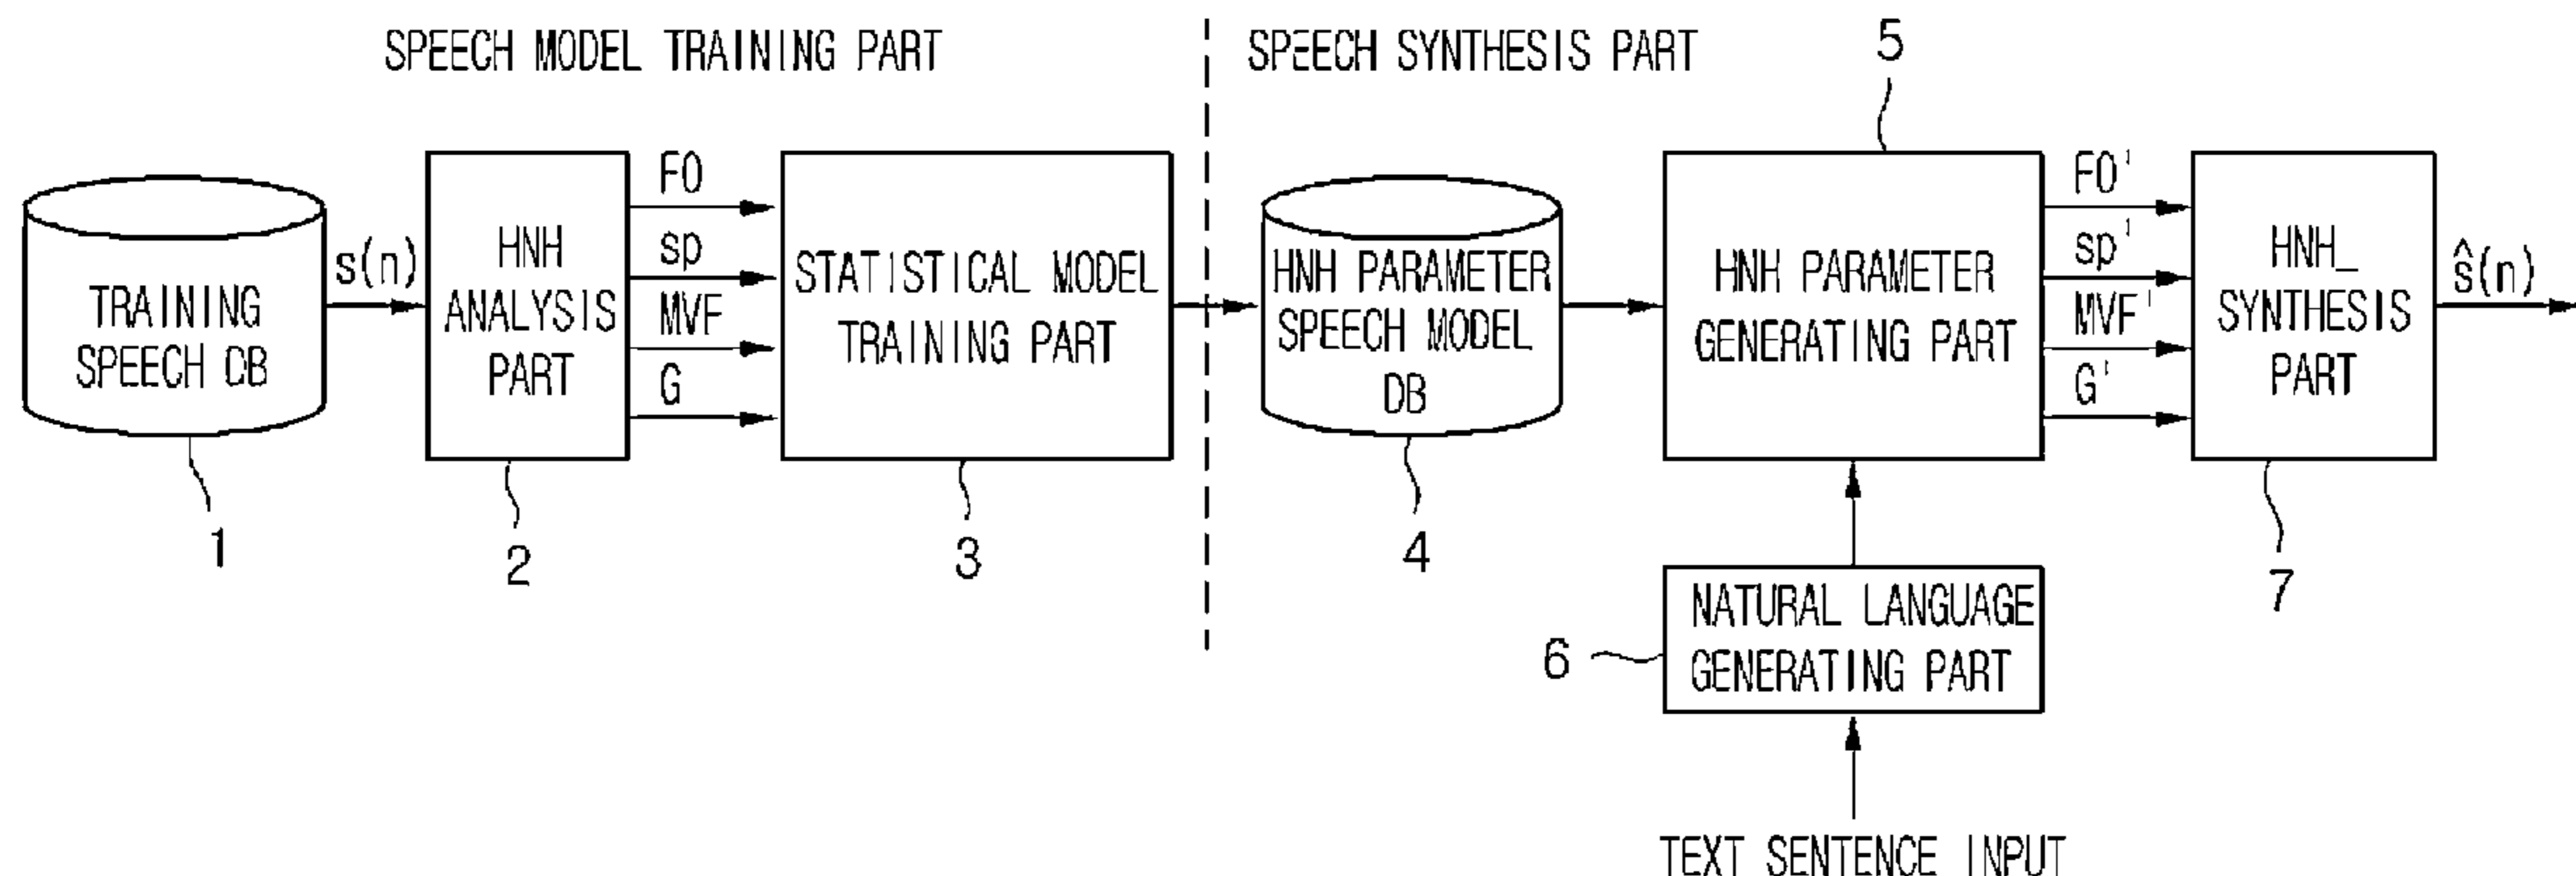 SPEECH MODEL TRAINING PART
SPEECH SYNTHESIS PART
5
TRAINING
SPEECH DB
1
s(n)
HNH
ANALYSIS
PART
2
F0
sp
MVF
G
STATISTICAL MODEL
TRAINING PART
3
HNH PARAMETER
SPEECH MODEL
DB
4
HNH PARAMETER
GENERATING PART
F0'
sp'
MVF'
G'
HNH_
SYNTHESIS
PART
7
ŝ(n)
6
NATURAL LANGUAGE
GENERATING PART
TEXT SENTENCE INPUT